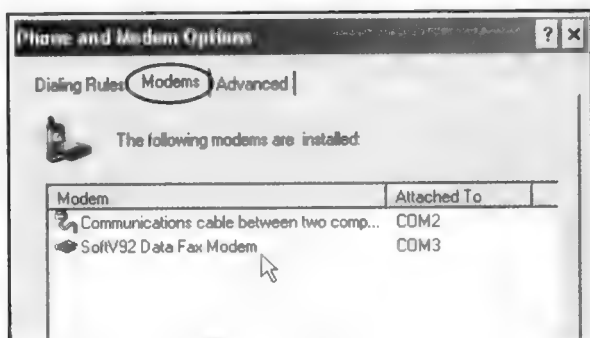 Phone and Modem Options
Dialing Rules Modems Advanced
The following modems are installed:
Modem Attached To
Communications cable between two comp... COM2
SoftV92 Data Fax Modem COM3